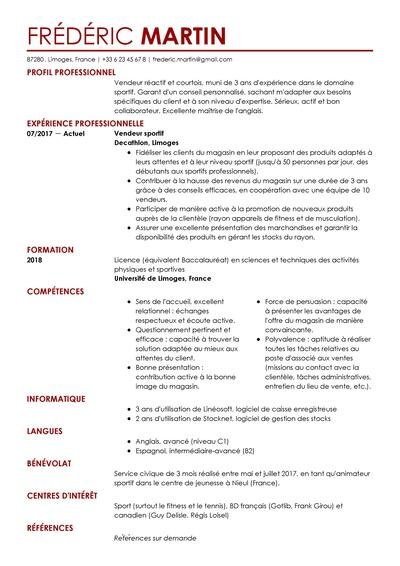 FRÉDÉRIC MARTIN
87280 . Limoges, France | +33 6 23 45 67 8 | frederic.martin@gmail.com
PROFIL PROFESSIONNEL
Vendeur réactif et courtois, muni de 3 ans d'expérience dans le domaine
sportif. Garant d'un conseil personnalisé, sachant m'adapter aux besoins
spécifiques du client et à son niveau d'expertise. Sérieux, actif et bon
collaborateur. Excellente maîtrise de l'anglais.
EXPÉRIENCE PROFESSIONNELLE
07/2017 — Actuel Vendeur sportif
Decathlon, Limoges
• Fidéliser les clients du magasin en leur proposant des produits adaptés à
leurs attentes et à leur niveau sportif (jusqu'à 50 personnes par jour, des
débutants aux sportifs professionnels).
• Contribuer à la hausse des revenus du magasin sur une durée de 3 ans
grâce à des conseils efficaces, en coopération avec une équipe de 10
vendeurs.
• Participer de manière active à la promotion de nouveaux produits
auprès de la clientèle (rayon appareils de fitness et de musculation).
• Assurer une excellente présentation des marchandises et garantir la
disponibilité des produits en gérant les stocks du rayon.
FORMATION
2018 Licence (équivalent Baccalauréat) en sciences et techniques des activités
physiques et sportives
Université de Limoges, France
COMPÉTENCES
• Sens de l'accueil, excellent
relationnel : échanges
respectueux et écoute active.
• Questionnement pertinent et
efficace : capacité à trouver la
solution adaptée au mieux aux
attentes du client.
• Bonne présentation :
contribution active à la bonne
image du magasin.
• Force de persuasion : capacité
à présenter les avantages de
l'offre du magasin de manière
convaincante.
• Polyvalence : aptitude à réaliser
toutes les tâches relatives au
poste d'associé aux ventes
(missions au contact avec la
clientèle, tâches administratives,
entretien du lieu de vente, etc.).
INFORMATIQUE
• 3 ans d'utilisation de Linéosoft, logiciel de caisse enregistreuse
• 2 ans d'utilisation de Stocknet, logiciel de gestion des stocks
LANGUES
• Anglais, avancé (niveau C1)
• Espagnol, intermédiaire-avancé (B2)
BÉNÉVOLAT
Service civique de 3 mois réalisé entre mai et juillet 2017, en tant qu'animateur
sportif dans le centre de jeunesse à Nieul (France).
CENTRES D'INTÉRÊT
Sport (surtout le fitness et le tennis), BD français (Gotlib, Frank Girou) et
canadien (Guy Delisle, Régis Loisel)
RÉFÉRENCES
References sur demande